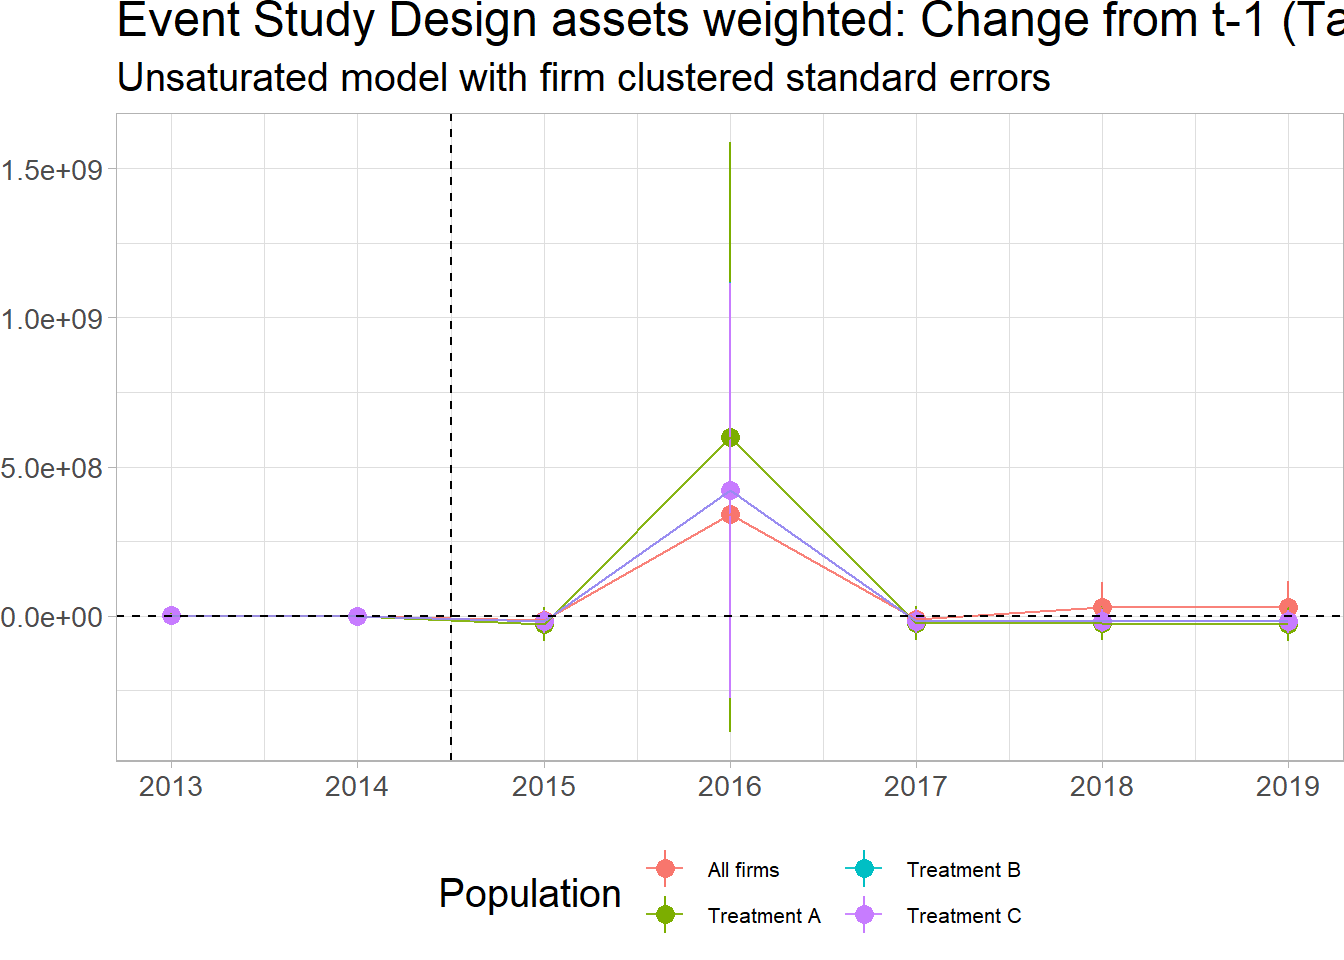 Event Study Design assets weighted: Change from t-1 (Ta
Unsaturated model with firm clustered standard errors
1.5e+09
1.0e+09
5.0e+08
0.0e+00
2013 2014 2015 2016 2017 2018 2019
Population
All firms
Treatment B
Treatment A
Treatment C